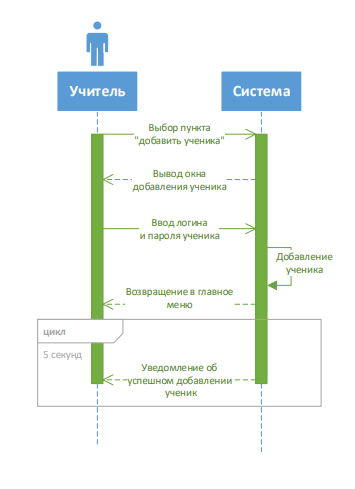 Учитель
Система
Выбор пункта
"добавить ученика"
Вывод окна
добавления ученика
Ввод логина
и пароля ученика
Добавление
ученика
Возвращение в главное
меню
цикл
5 секунд
Уведомление об
успешном добавлении
ученик